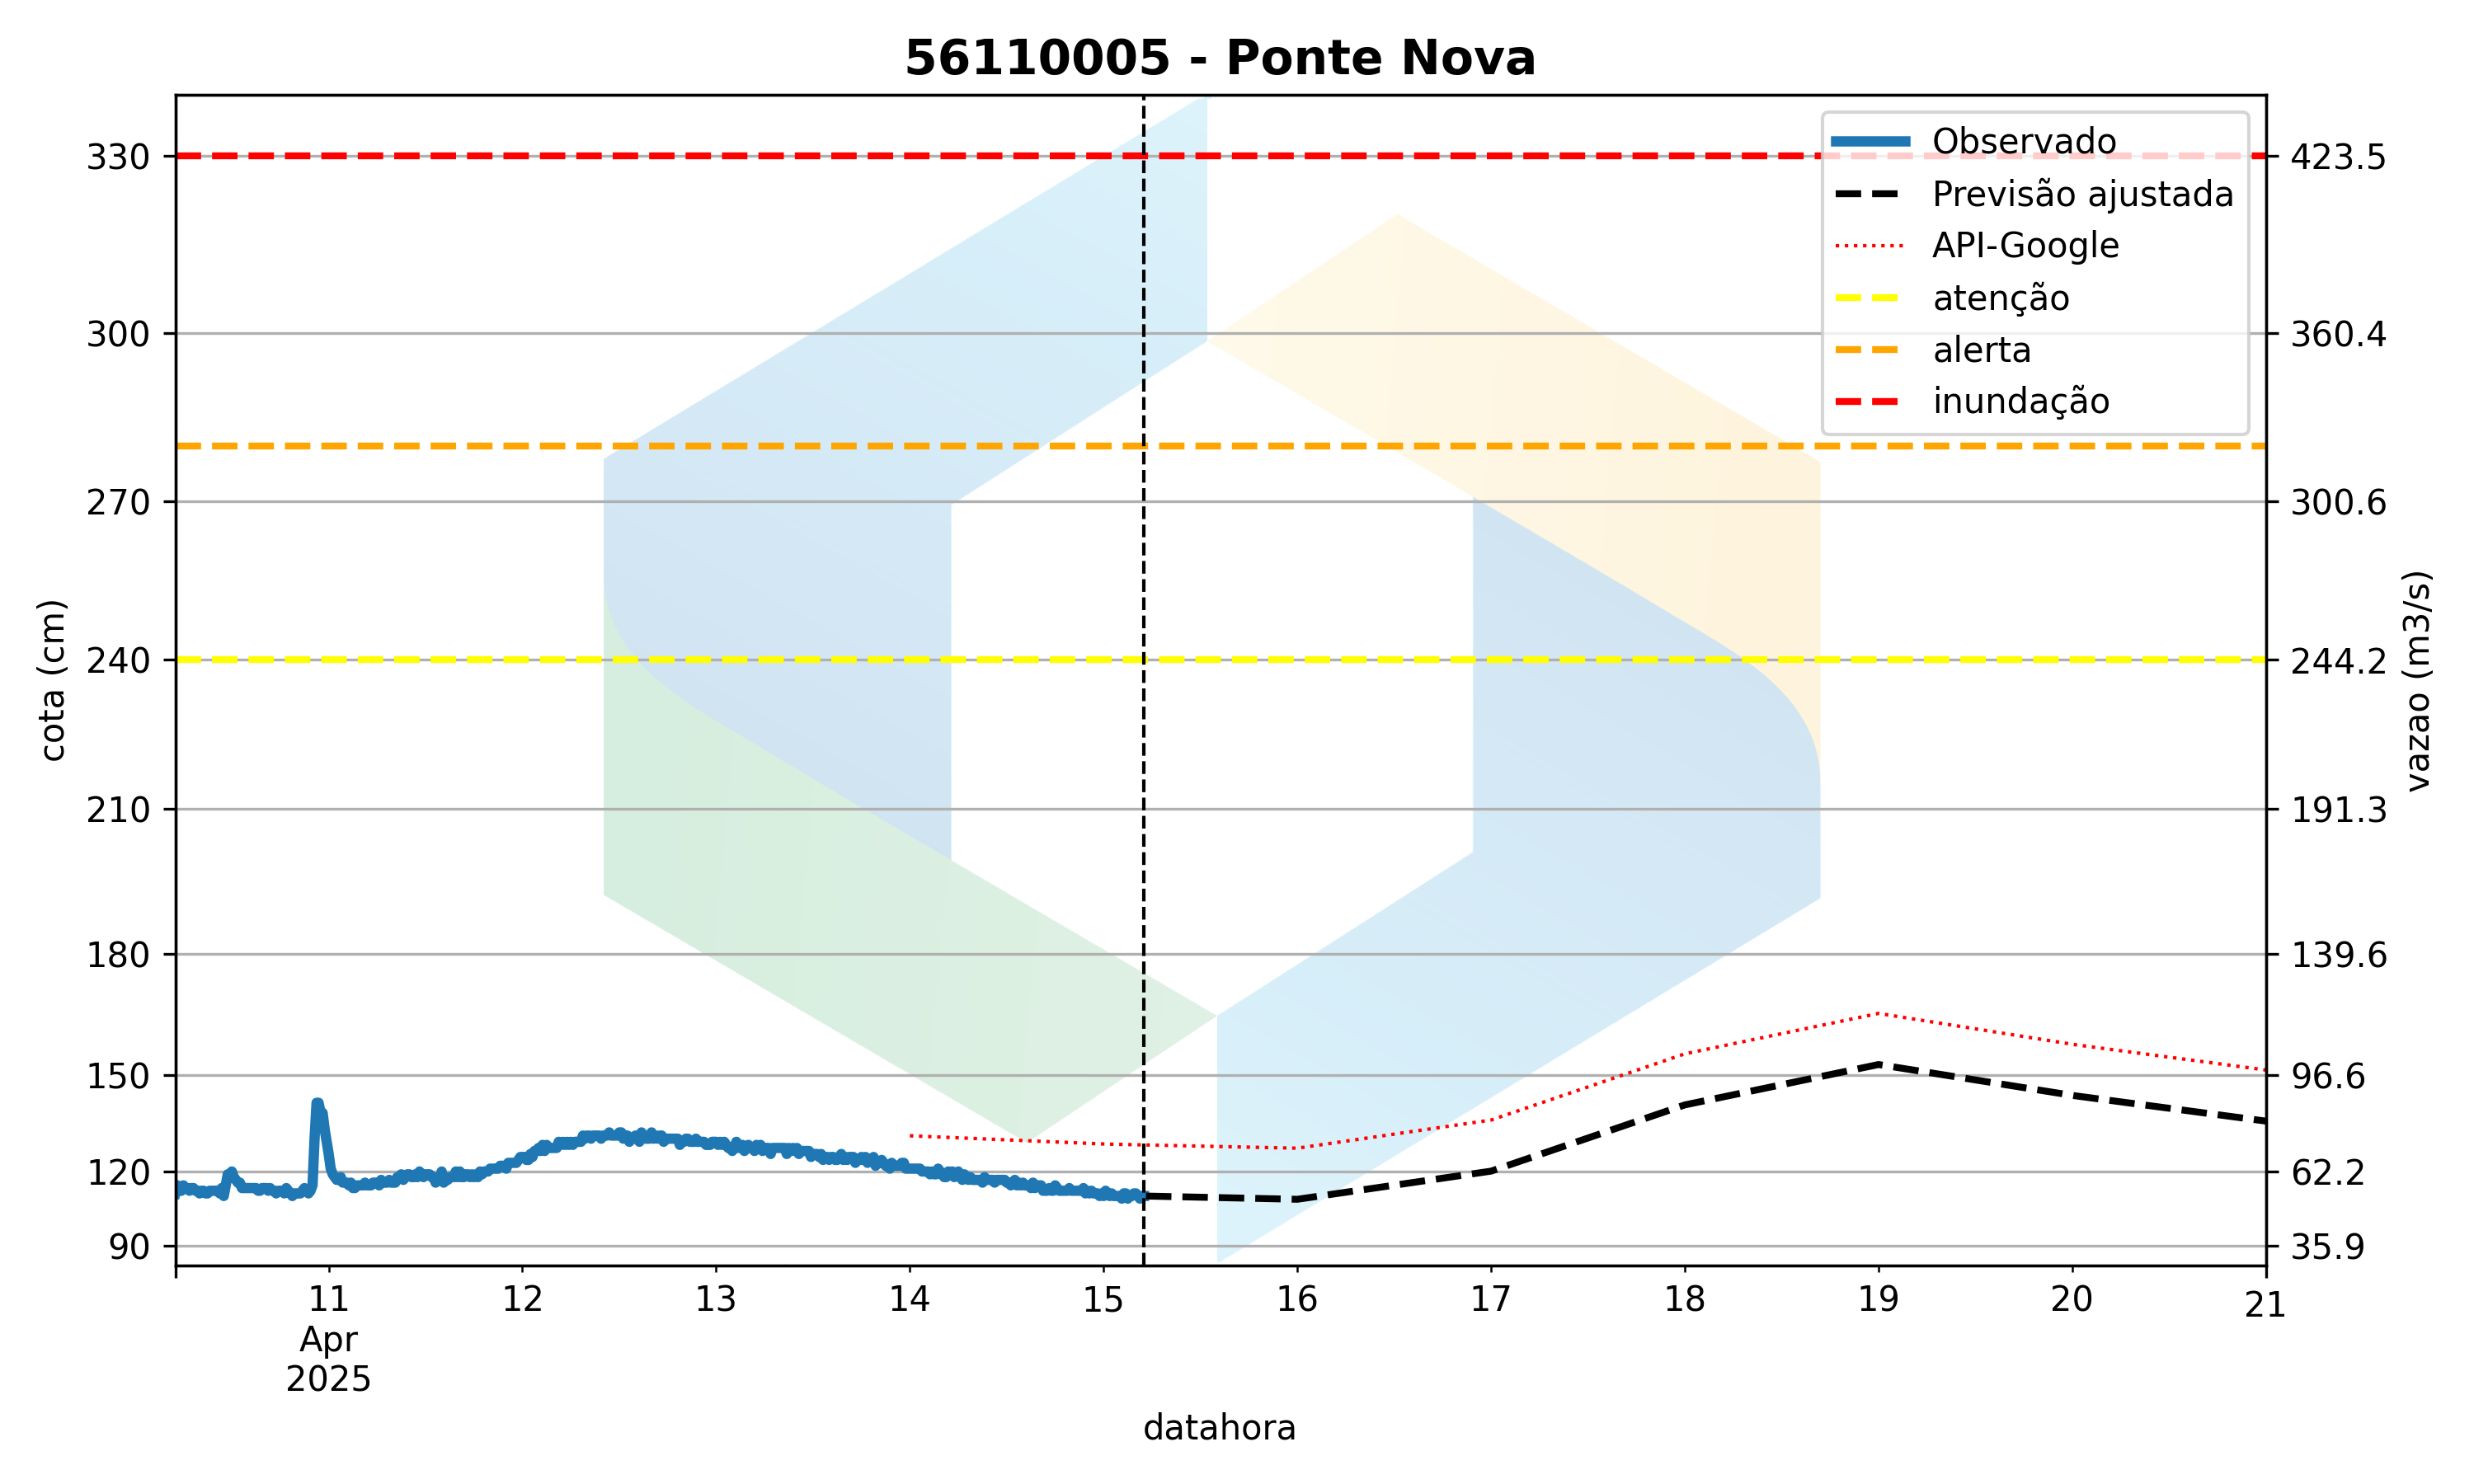 56110005 - Ponte Nova
Observado
Previsão ajustada
API-Google
atenção
alerta
inundação
cota (cm)
330
300
270
240
210
180
150
120
90
423.5
360.4
300.6
244.2
191.3
139.6
96.6
62.2
35.9
vazao (m3/s)
11 12 13 14 15 16 17 18 19 20 21
Apr
2025
datahora